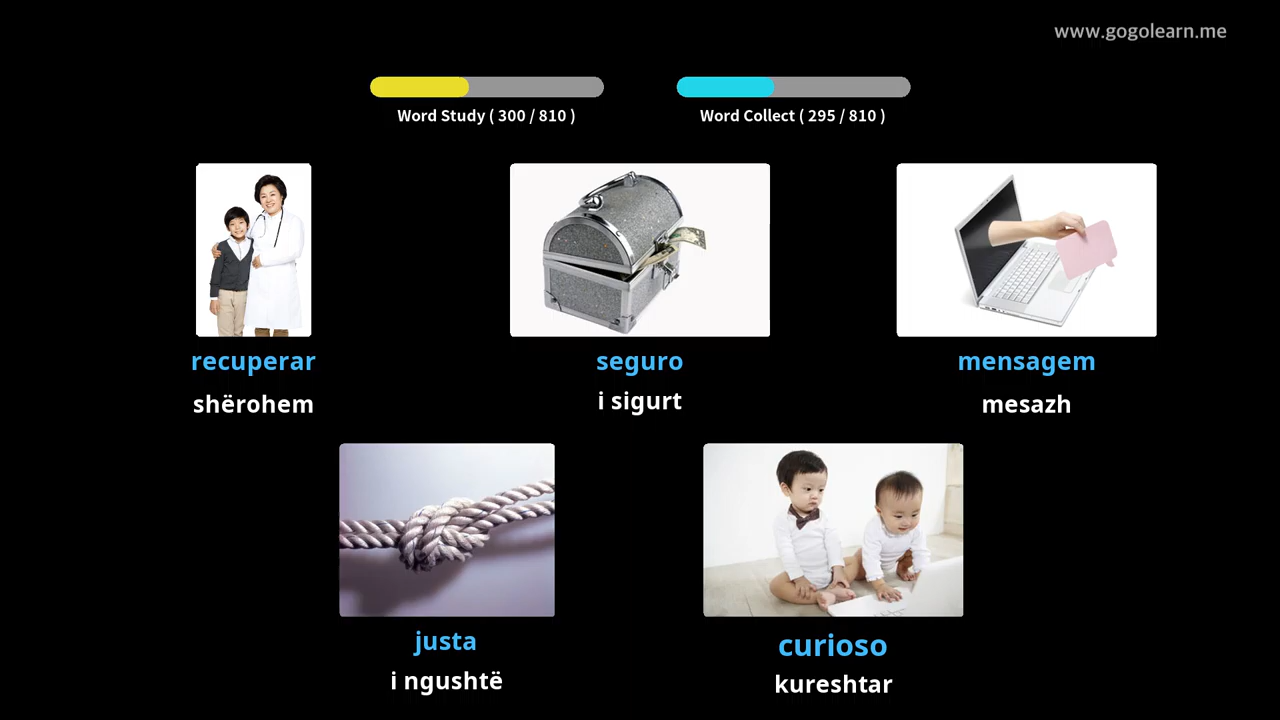 www.gogolearn.me
Word Study ( 300 / 810 )
Word Collect ( 295 / 810 )
recuperar
shërohem
seguro
i sigurt
mensagem
mesazh
justa
i ngushtë
curioso
kureshtar